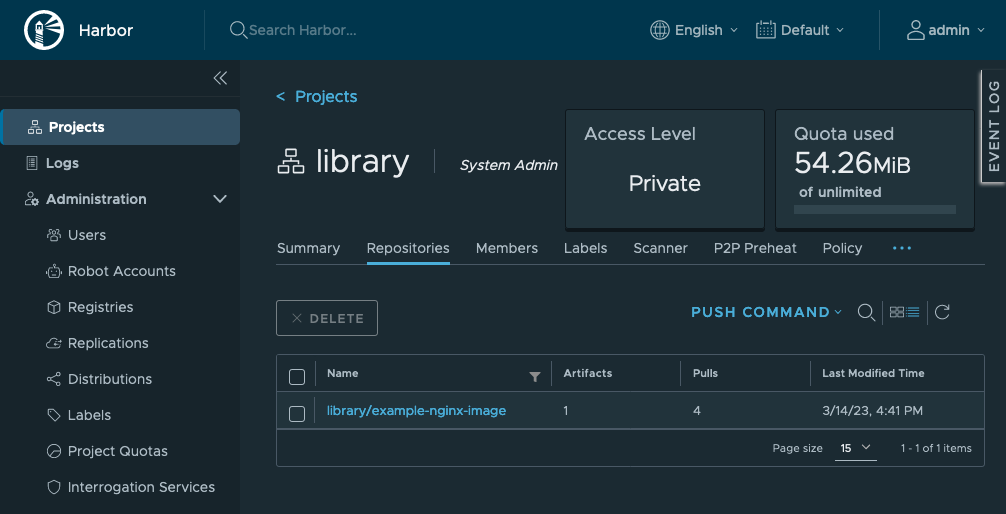 Harbor
Search Harbor...
English
Default
admin
EVENT LOG
Projects
Logs
Administration
Users
Robot Accounts
Registries
Replications
Distributions
Labels
Project Quotas
Interrogation Services
< Projects
library
System Admin
Access Level
Private
Quota used
54.26MiB
of unlimited
Summary Repositories Members Labels Scanner P2P Preheat Policy ...
× DELETE
PUSH COMMAND
Name Artifacts Pulls Last Modified Time
library/example-nginx-image 1 4 3/14/23, 4:41 PM
Page size 15 1 - 1 of 1 items